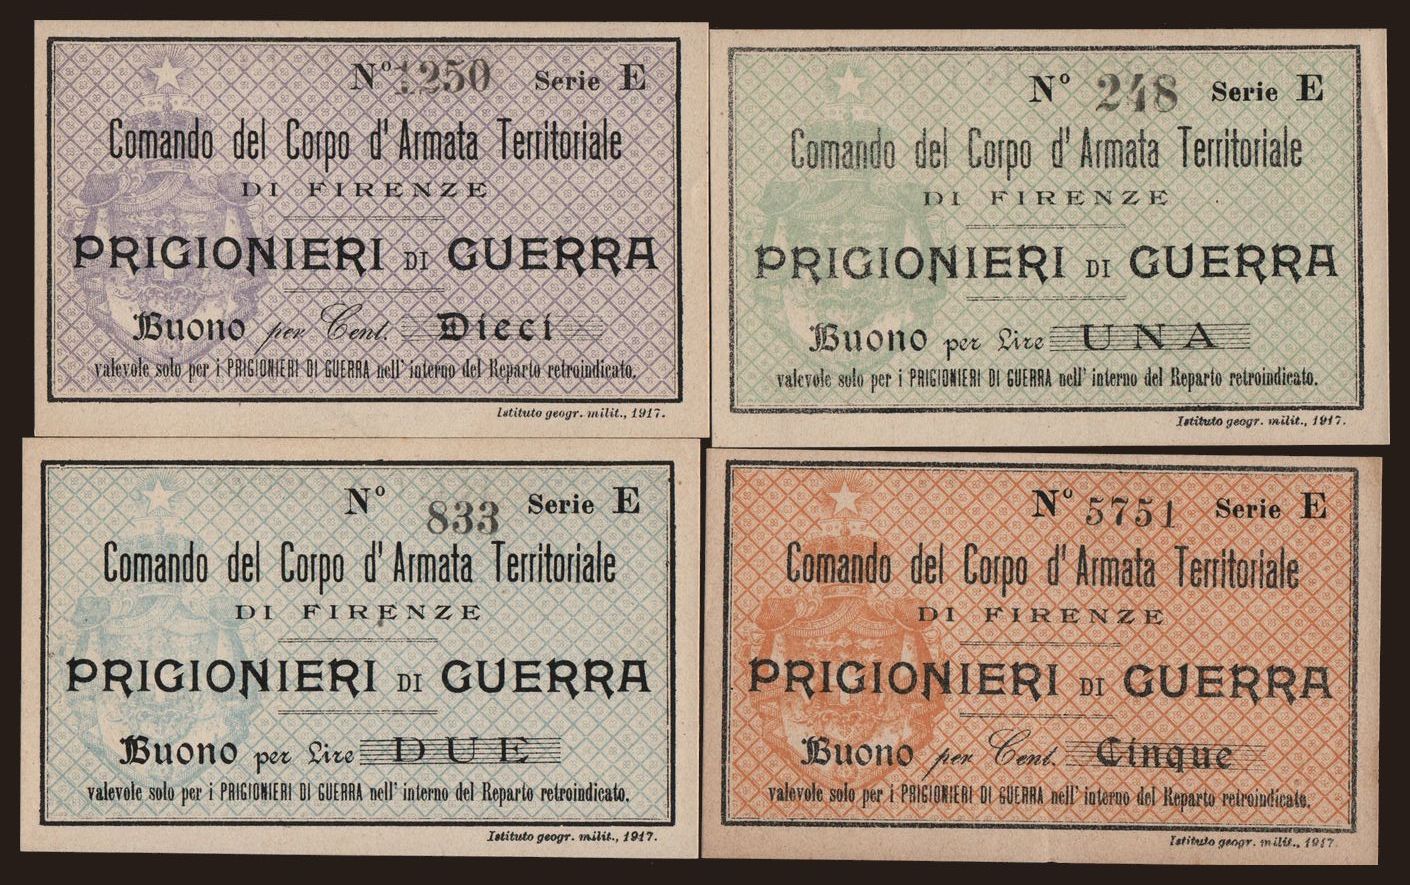 Nº 1250 Serie E
Comando del Corpo d'Armata Territoriale
DI FIRENZE
PRIGIONIERI DI GUERRA
Buono per Cent. Dieci
valevole solo per i PRIGIONIERI DI GUERRA nell' interno del Reparto retroindicato.
Istituto geogr. milit., 1917.
Nº 248 Serie E
Comando del Corpo d'Armata Territoriale
DI FIRENZE
PRIGIONIERI DI GUERRA
Buono per Lire UNA
valevole solo per i PRIGIONIERI DI GUERRA nell' interno del Reparto retroindicato.
Istituto geogr. milit., 1917.
Nº 833 Serie E
Comando del Corpo d'Armata Territoriale
DI FIRENZE
PRIGIONIERI DI GUERRA
Buono per Lire DUE
valevole solo per i PRIGIONIERI DI GUERRA nell' interno del Reparto retroindicato.
Istituto geogr. milit., 1917.
Nº 5751 Serie E
Comando del Corpo d'Armata Territoriale
DI FIRENZE
PRIGIONIERI DI GUERRA
Buono per Cent. Cinque
valevole solo per i PRIGIONIERI DI GUERRA nell' interno del Reparto retroindicato.
Istituto geogr. milit., 1917.